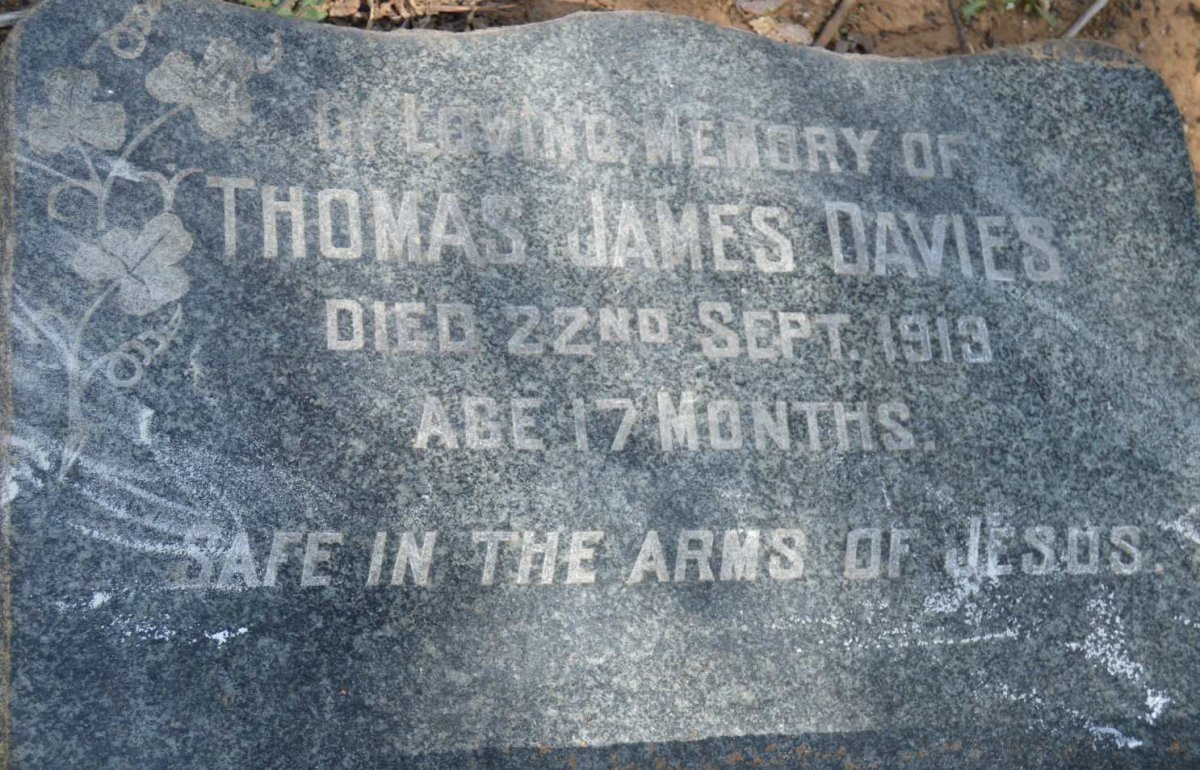 IN LOVING MEMORY OF
THOMAS JAMES DAVIES
DIED 22ND SEPT. 1913
AGE 17 MONTHS.
SAFE IN THE ARMS OF JESUS.